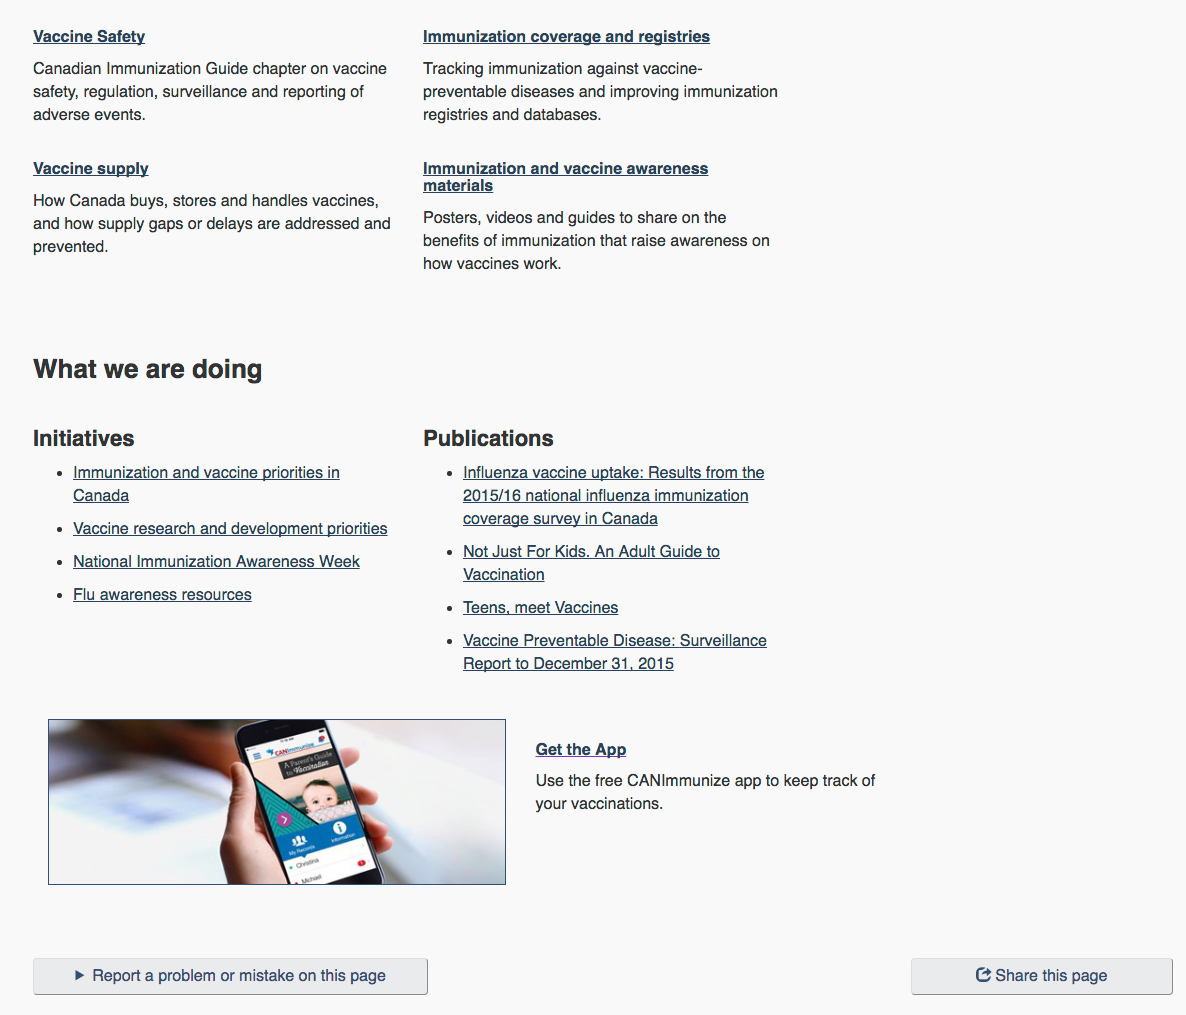 Vaccine Safety
Canadian Immunization Guide chapter on vaccine
safety, regulation, surveillance and reporting of
adverse events.
Immunization coverage and registries
Tracking immunization against vaccine-
preventable diseases and improving immunization
registries and databases.
Vaccine supply
How Canada buys, stores and handles vaccines,
and how supply gaps or delays are addressed and
prevented.
Immunization and vaccine awareness
materials
Posters, videos and guides to share on the
benefits of immunization that raise awareness on
how vaccines work.
What we are doing
Initiatives
• Immunization and vaccine priorities in
Canada
• Vaccine research and development priorities
• National Immunization Awareness Week
• Flu awareness resources
Publications
• Influenza vaccine uptake: Results from the
2015/16 national influenza immunization
coverage survey in Canada
• Not Just For Kids. An Adult Guide to
Vaccination
• Teens, meet Vaccines
• Vaccine Preventable Disease: Surveillance
Report to December 31, 2015
CANImmunize
A Parent's Guide
to Vaccination
My Records
Information
Christina
Michael
Get the App
Use the free CANImmunize app to keep track of
your vaccinations.
Report a problem or mistake on this page
Share this page